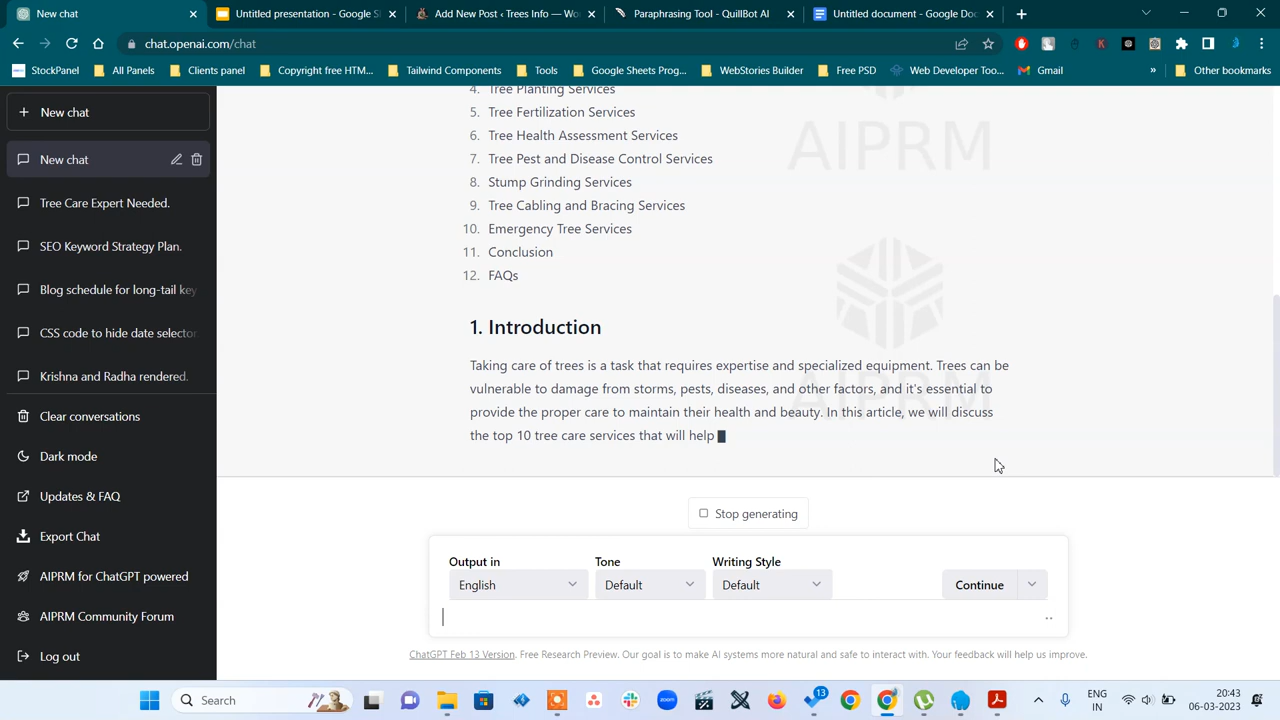 New chat
Untitled presentation - Google Sl
Add New Post ‹ Trees Info — Wo
Paraphrasing Tool - QuillBot AI
Untitled document - Google Doc
chat.openai.com/chat
StockPanel
All Panels
Clients panel
Copyright free HTM...
Tailwind Components
Tools
Google Sheets Prog...
WebStories Builder
Free PSD
Web Developer Too...
Gmail
»
Other bookmarks
+ New chat
New chat
Tree Care Expert Needed.
SEO Keyword Strategy Plan.
Blog schedule for long-tail key
CSS code to hide date selector
Krishna and Radha rendered.
Clear conversations
Dark mode
Updates & FAQ
Export Chat
AIPRM for ChatGPT powered
AIPRM Community Forum
Log out
4. Tree Planting Services
5. Tree Fertilization Services
6. Tree Health Assessment Services
7. Tree Pest and Disease Control Services
8. Stump Grinding Services
9. Tree Cabling and Bracing Services
10. Emergency Tree Services
11. Conclusion
12. FAQs
AIPRM
AIPRM
1. Introduction
Taking care of trees is a task that requires expertise and specialized equipment. Trees can be
vulnerable to damage from storms, pests, diseases, and other factors, and it's essential to
provide the proper care to maintain their health and beauty. In this article, we will discuss
the top 10 tree care services that will help
Stop generating
Output in
Tone
Writing Style
English
Default
Default
Continue
ChatGPT Feb 13 Version. Free Research Preview. Our goal is to make AI systems more natural and safe to interact with. Your feedback will help us improve.
Search
zoom
13
ENG
IN
20:43
06-03-2023